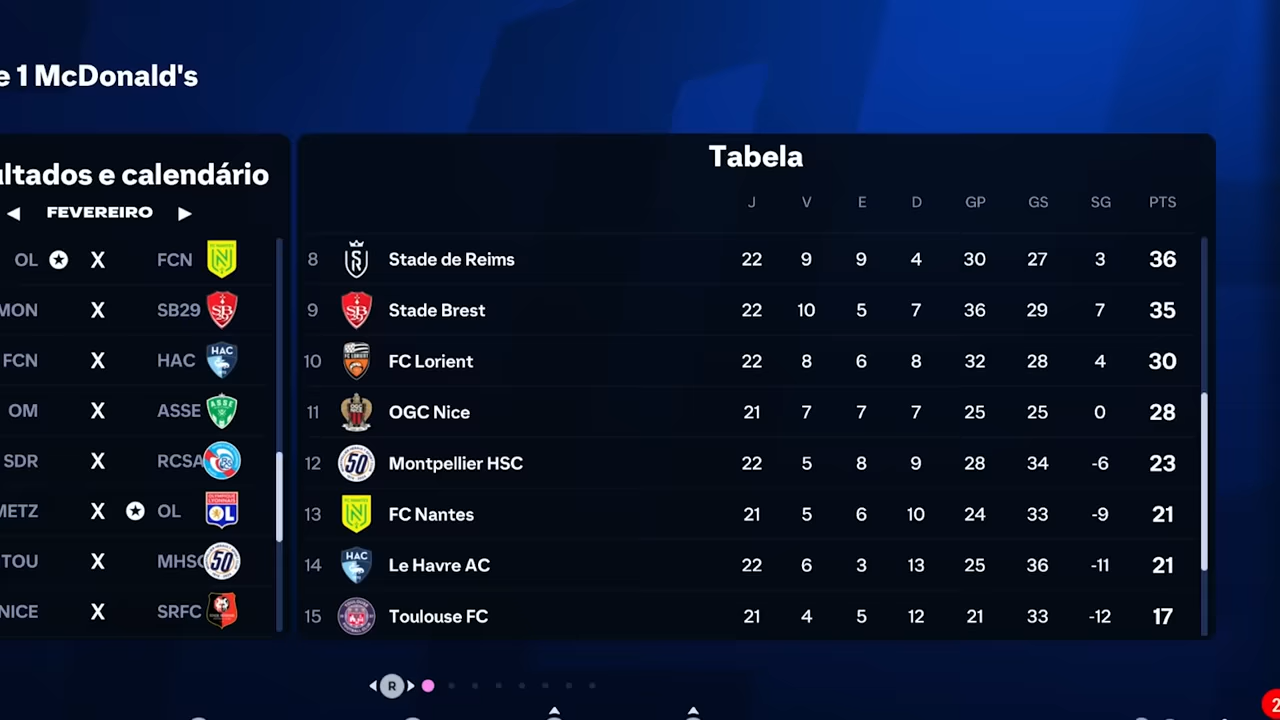 e 1 McDonald's
ltados e calendário
FEVEREIRO
OL X FCN
MON X SB29
FCN X HAC
OM X ASSE
SDR X RCSA
METZ X OL
TOU X MHSC
NICE X SRFC
Tabela
J V E D GP GS SG PTS
8 Stade de Reims 22 9 9 4 30 27 3 36
9 Stade Brest 22 10 5 7 36 29 7 35
10 FC Lorient 22 8 6 8 32 28 4 30
11 OGC Nice 21 7 7 7 25 25 0 28
12 Montpellier HSC 22 5 8 9 28 34 -6 23
13 FC Nantes 21 5 6 10 24 33 -9 21
14 Le Havre AC 22 6 3 13 25 36 -11 21
15 Toulouse FC 21 4 5 12 21 33 -12 17
R
2